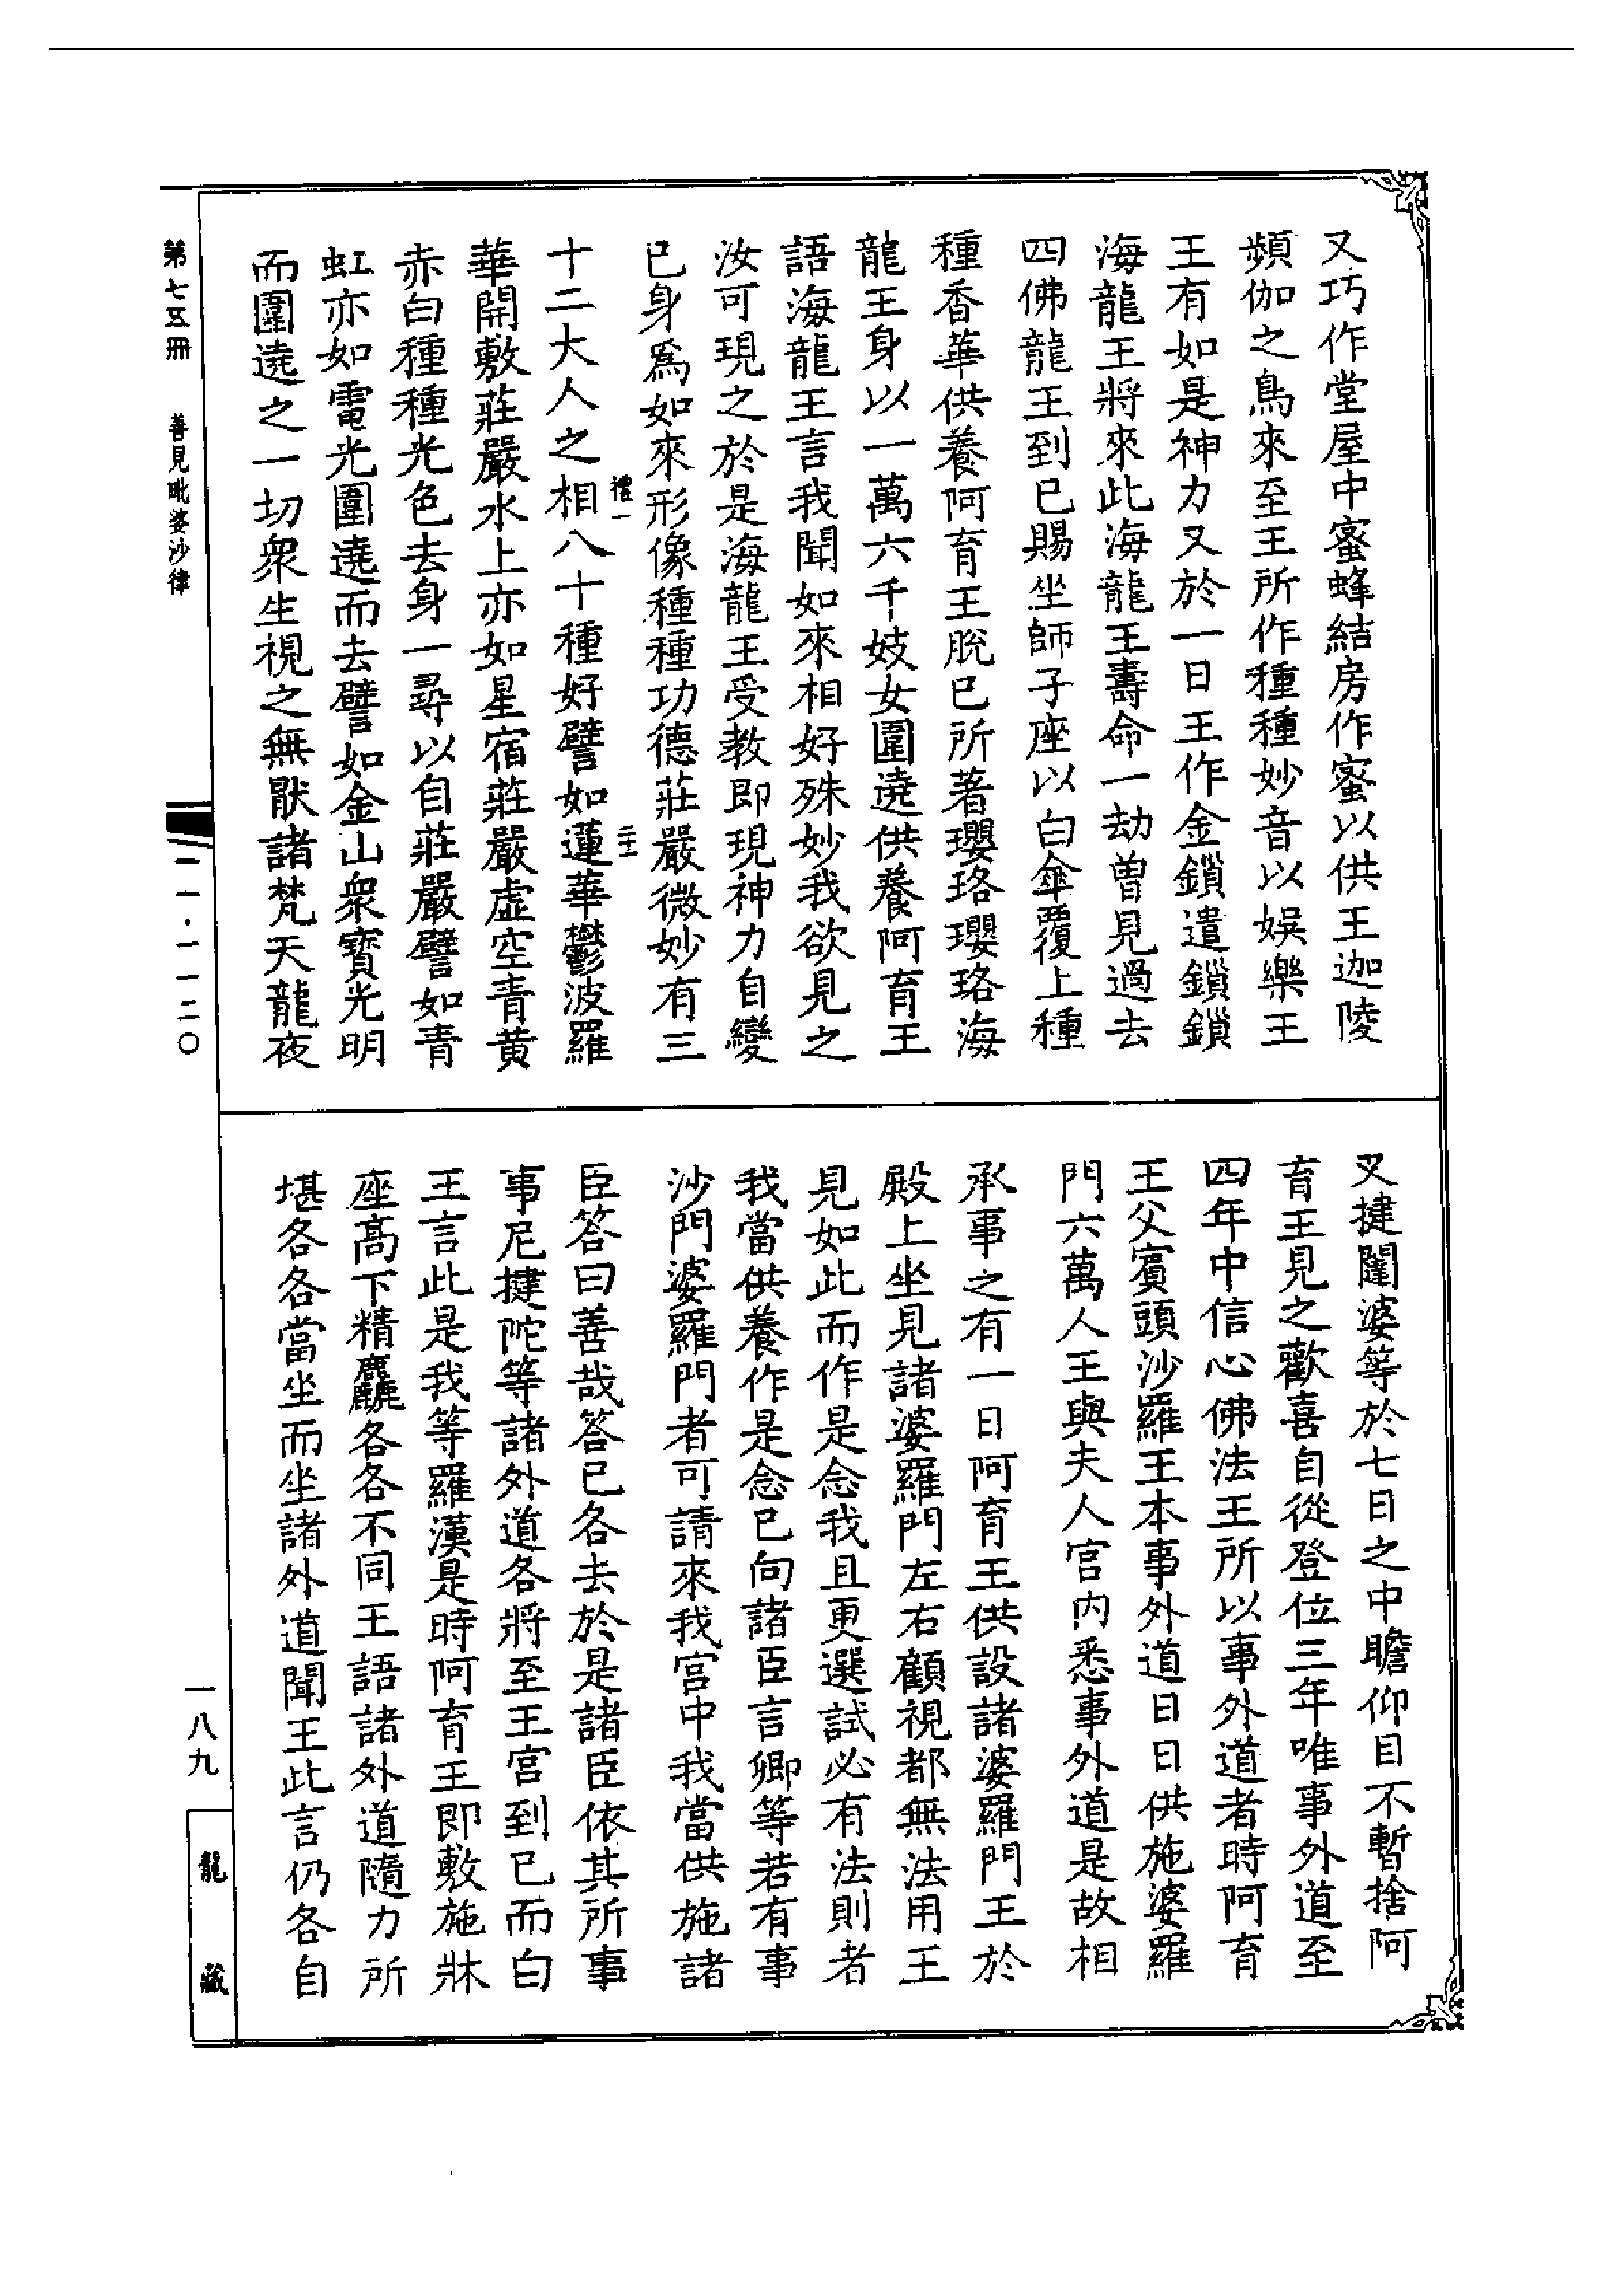 又巧作堂屋中蜜蜂結房作蜜以供王迦陵
頻伽之鳥來至王所作種種妙音以娛樂王
王有如是神力又於一日王作金鎖遣鎖鎖
海龍王將來此海龍王壽命一劫曾見過去
四佛龍王到已賜坐師子座以白傘覆上種
種香華供養阿育王脫已所著瓔珞瓔珞海
龍王身以一萬六千妓女圍遶供養阿育王
語海龍王言我聞如來相好殊妙我欲見之
汝可現之於是海龍王受教即現神力自變
已身爲如來形像種種功德莊嚴微妙有三
禮一
二十一
十二大人之相八十種好譬如蓮華鬱波羅
華開敷莊嚴水上亦如星宿莊嚴虛空青黃
赤白種種光色去身一尋以自莊嚴譬如青
虹亦如電光圍遶而去譬如金山衆寶光明
而圍遶之一切衆生視之無厭諸梵天龍夜
叉揵闥婆等於七日之中瞻仰目不暫捨阿
育王見之歡喜自從登位三年唯事外道至
四年中信心佛法王所以事外道者時阿育
王父賓頭沙羅王本事外道日日供施婆羅
門六萬人王與夫人宮內悉事外道是故相
承事之有一日阿育王供設諸婆羅門王於
殿上坐見諸婆羅門左右顧視都無法用王
見如此而作是念我且更選試必有法則者
我當供養作是念已向諸臣言卿等若有事
沙門婆羅門者可請來我宮中我當供施諸
臣答曰善哉答已各去於是諸臣依其所事
事尼揵陀等諸外道各將至王宮到已而白
王言此是我等羅漢是時阿育王即敷施牀
座高下精麤各各不同王語諸外道隨力所
堪各各當坐而坐諸外道聞王此言仍各自
第七五冊
善見毗婆沙律
一一·一一二〇
一八九
龍藏